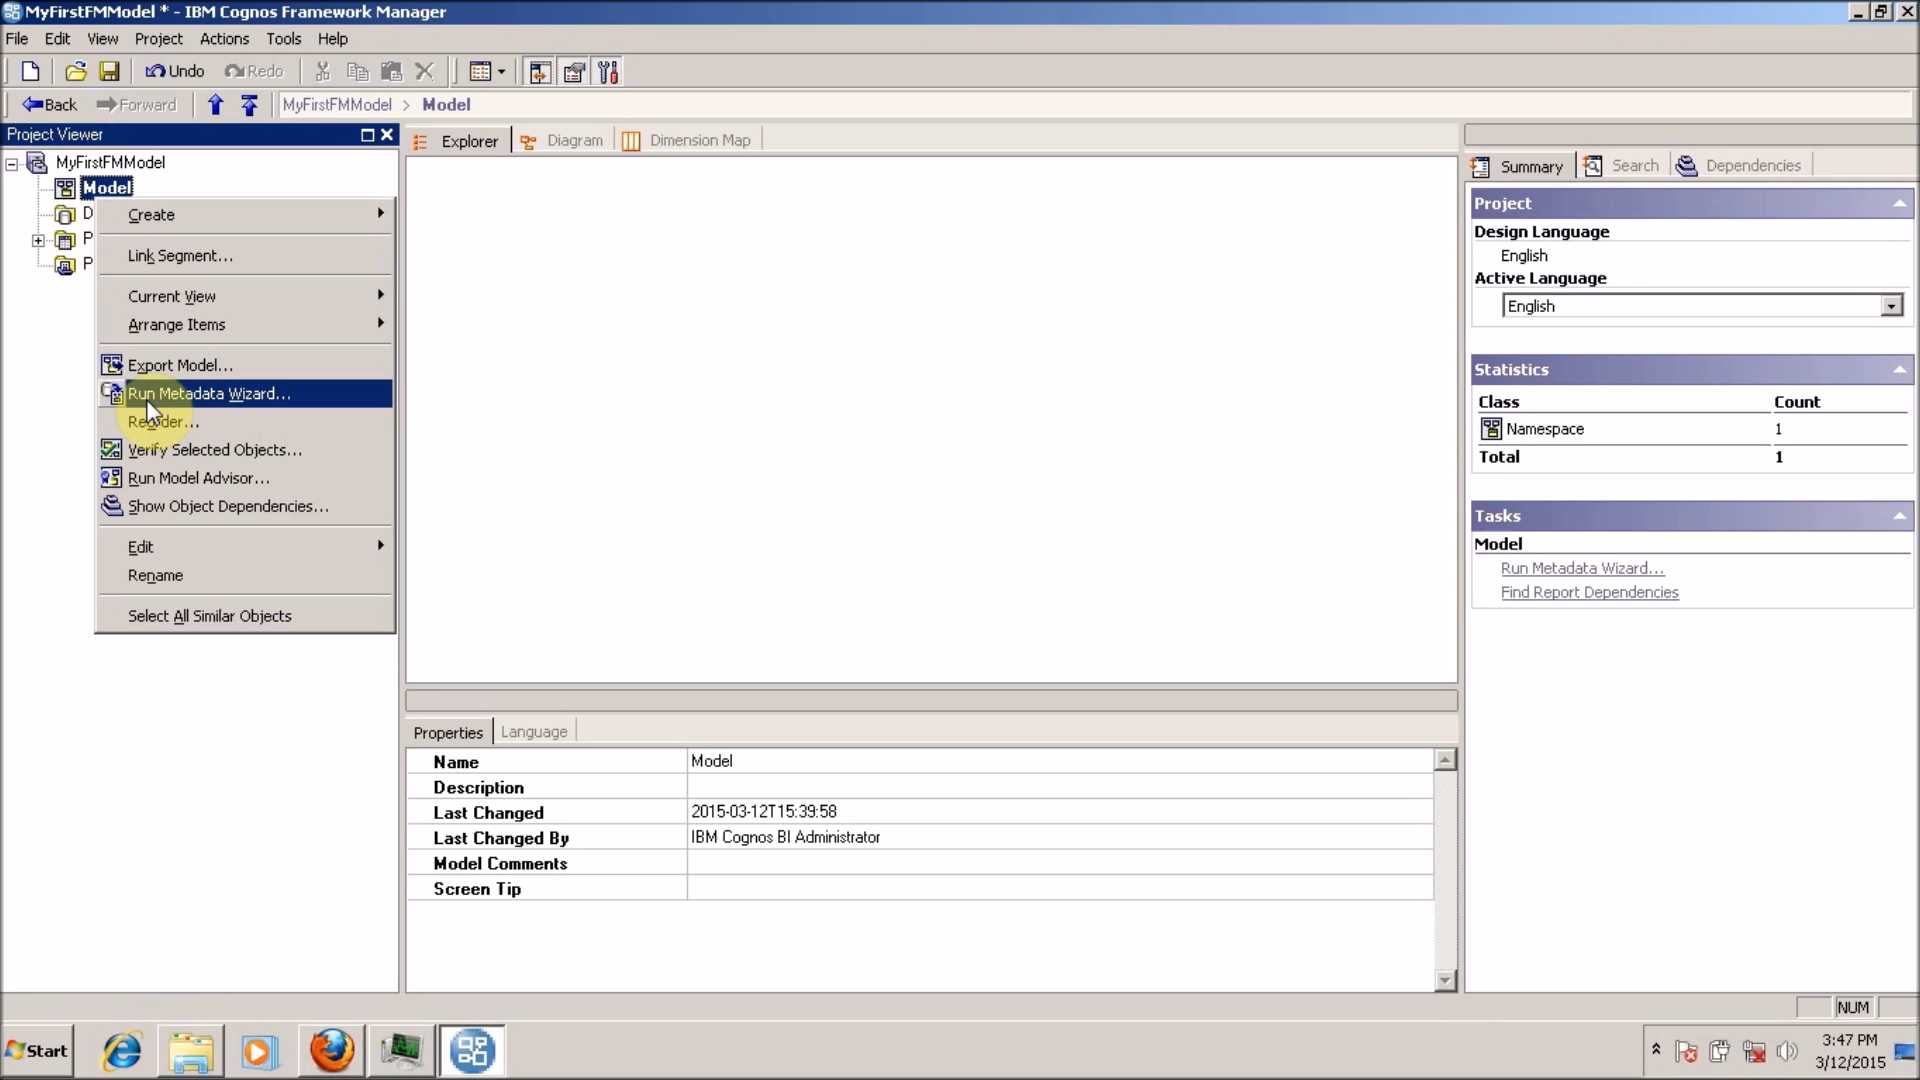 MyFirstFMModel * - IBM Cognos Framework Manager
File Edit View Project Actions Tools Help
Undo Redo
Back Forward MyFirstFMModel > Model
Project Viewer
MyFirstFMModel
Model
D
P
P
Create
Link Segment...
Current View
Arrange Items
Export Model...
Run Metadata Wizard...
Reorder...
Verify Selected Objects...
Run Model Advisor...
Show Object Dependencies...
Edit
Rename
Select All Similar Objects
Explorer Diagram Dimension Map
Properties Language
Name Model
Description
Last Changed 2015-03-12T15:39:58
Last Changed By IBM Cognos BI Administrator
Model Comments
Screen Tip
Summary Search Dependencies
Project
Design Language
English
Active Language
English
Statistics
Class Count
Namespace 1
Total 1
Tasks
Model
Run Metadata Wizard...
Find Report Dependencies
NUM
Start
3:47 PM
3/12/2015